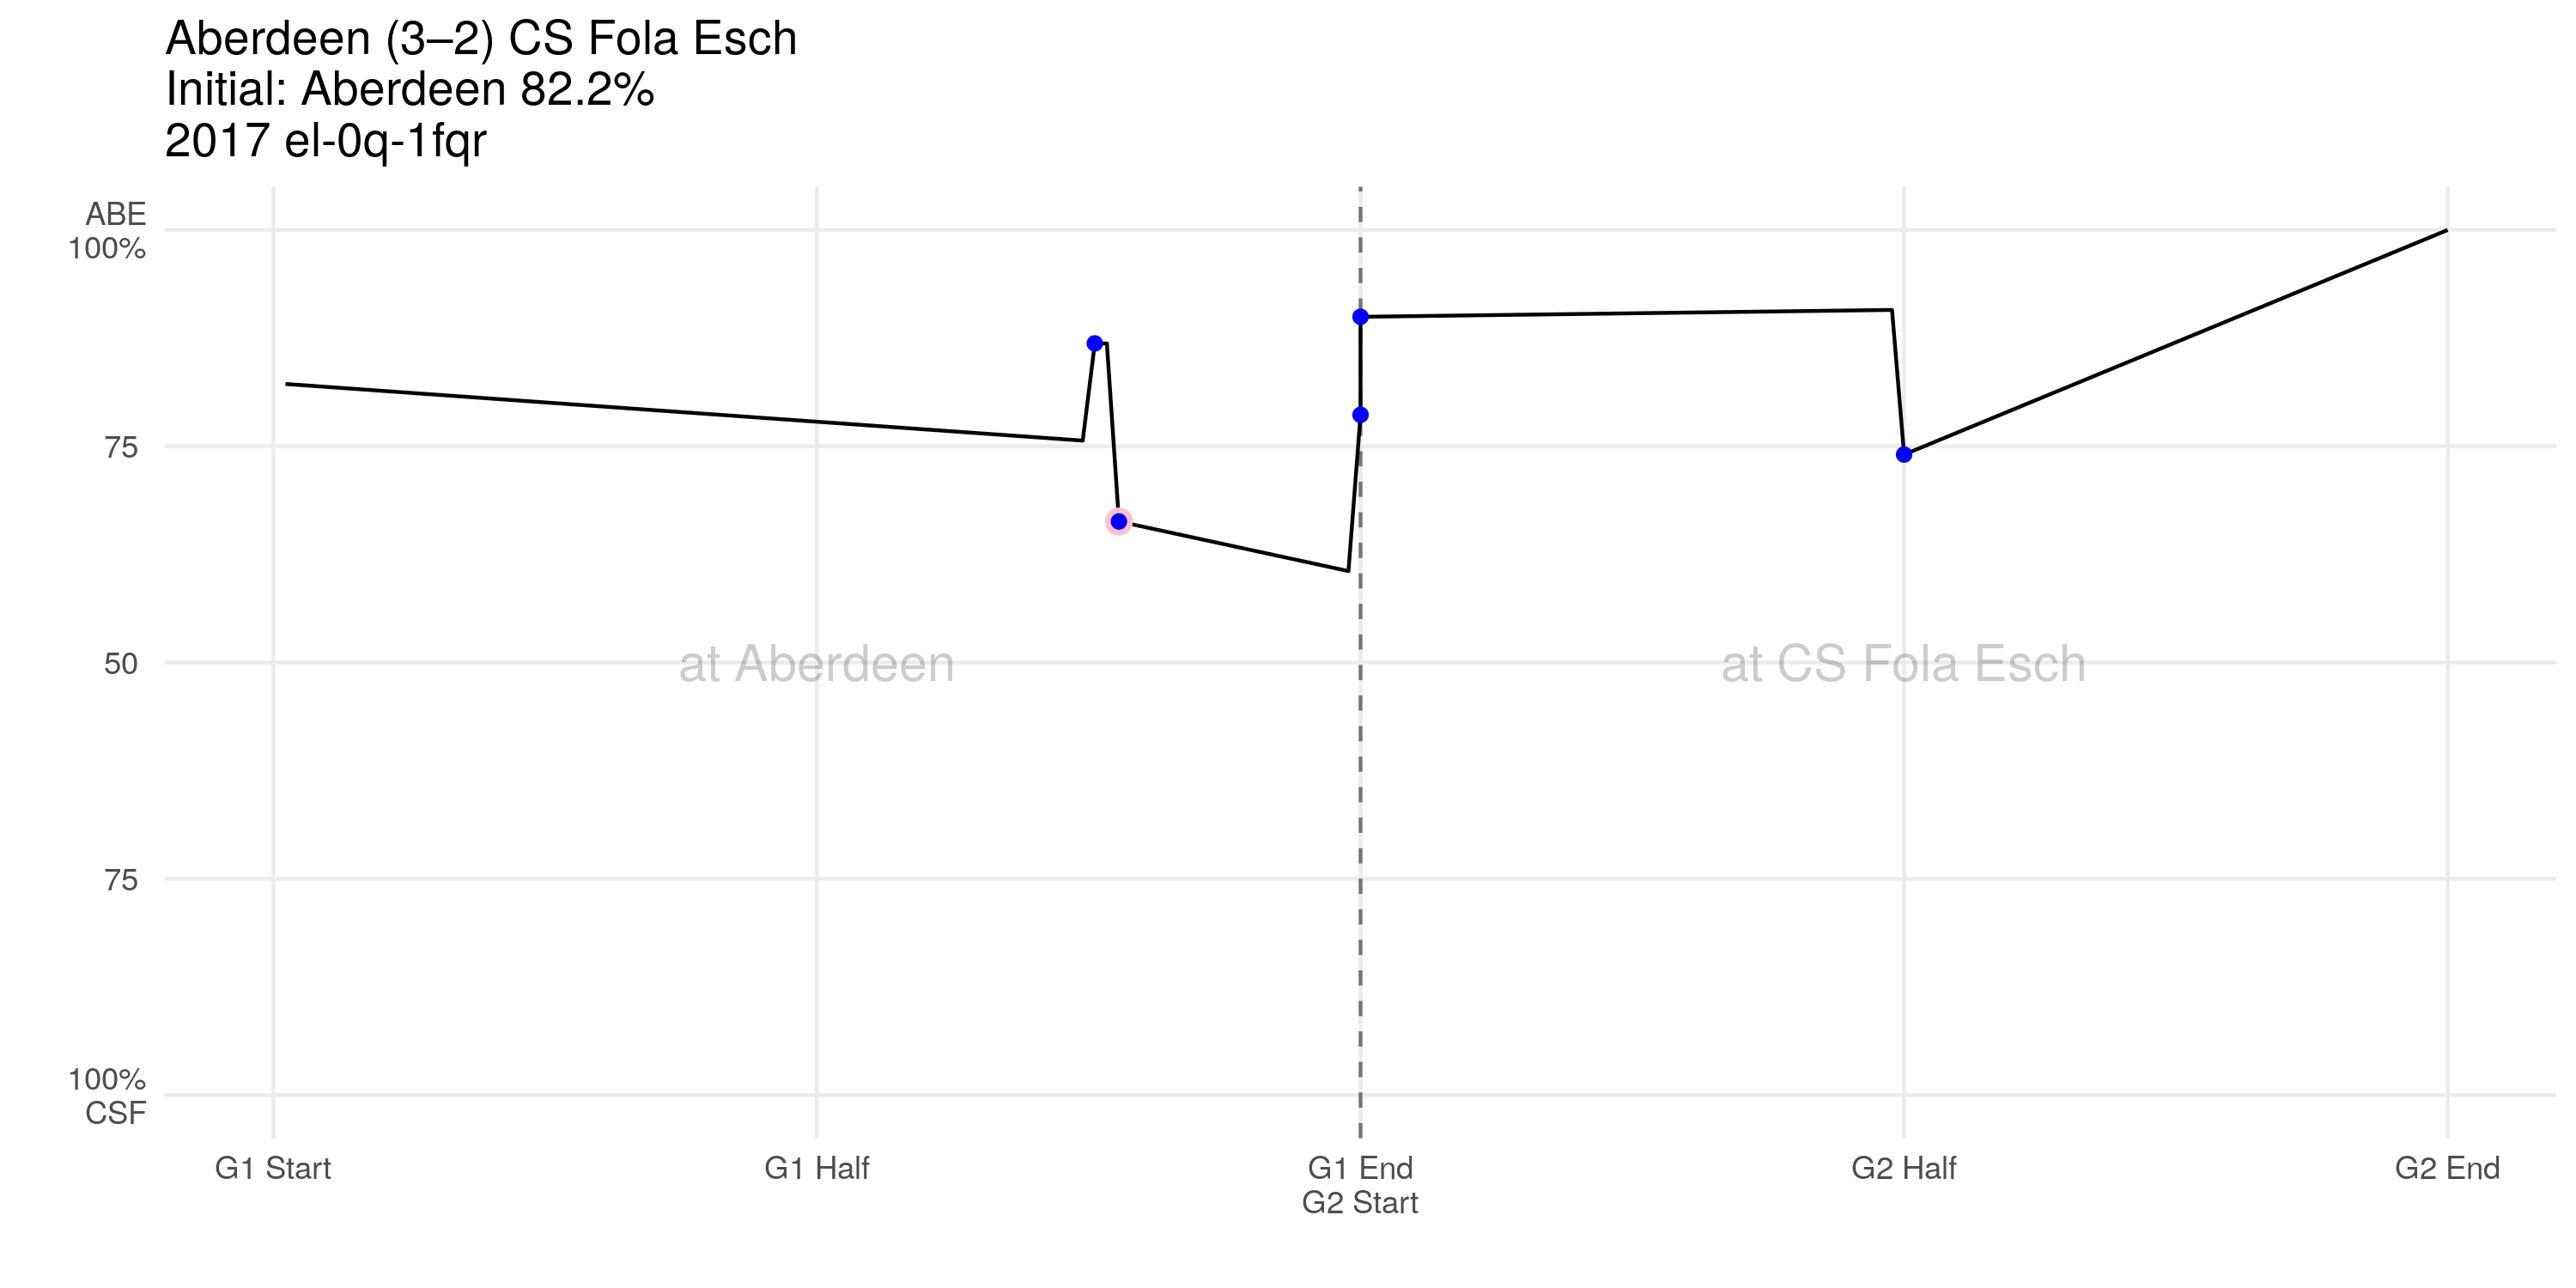 Aberdeen (3–2) CS Fola Esch
Initial: Aberdeen 82.2%
2017 el-0q-1fqr
ABE
100%
75
50
75
100%
CSF
at Aberdeen
at CS Fola Esch
G1 Start
G1 Half
G1 End
G2 Start
G2 Half
G2 End